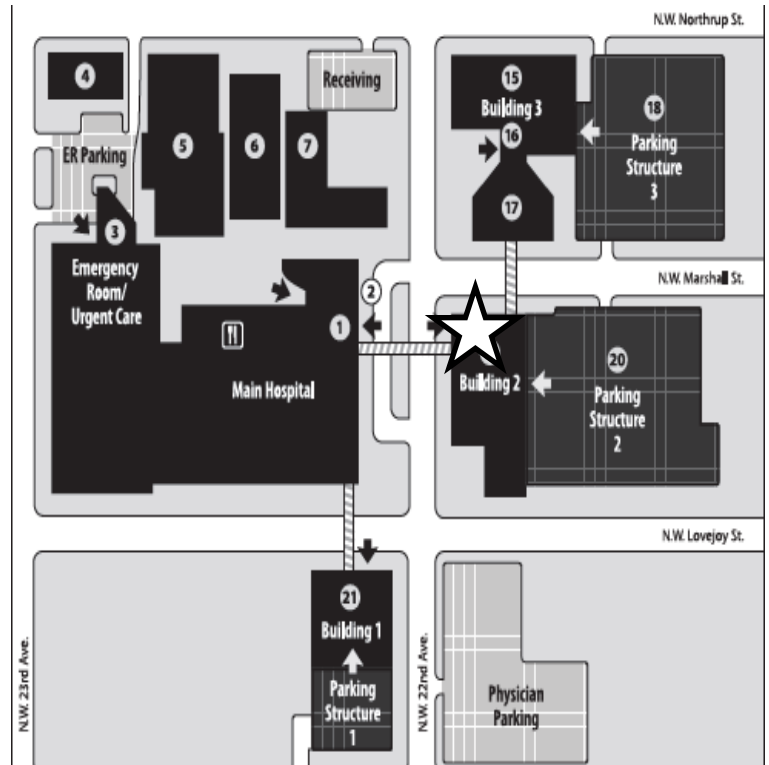 N.W. Northrup St.
4
Receiving
15
Building 3
18
Parking
Structure
3
ER Parking
5
6
7
16
17
3
Emergency
Room/
Urgent Care
N.W. Marshall St.
2
1
Main Hospital
Building 2
20
Parking
Structure
2
N.W. Lovejoy St.
21
Building 1
Parking
Structure
1
N.W. 23rd Ave.
N.W. 22nd Ave.
Physician
Parking